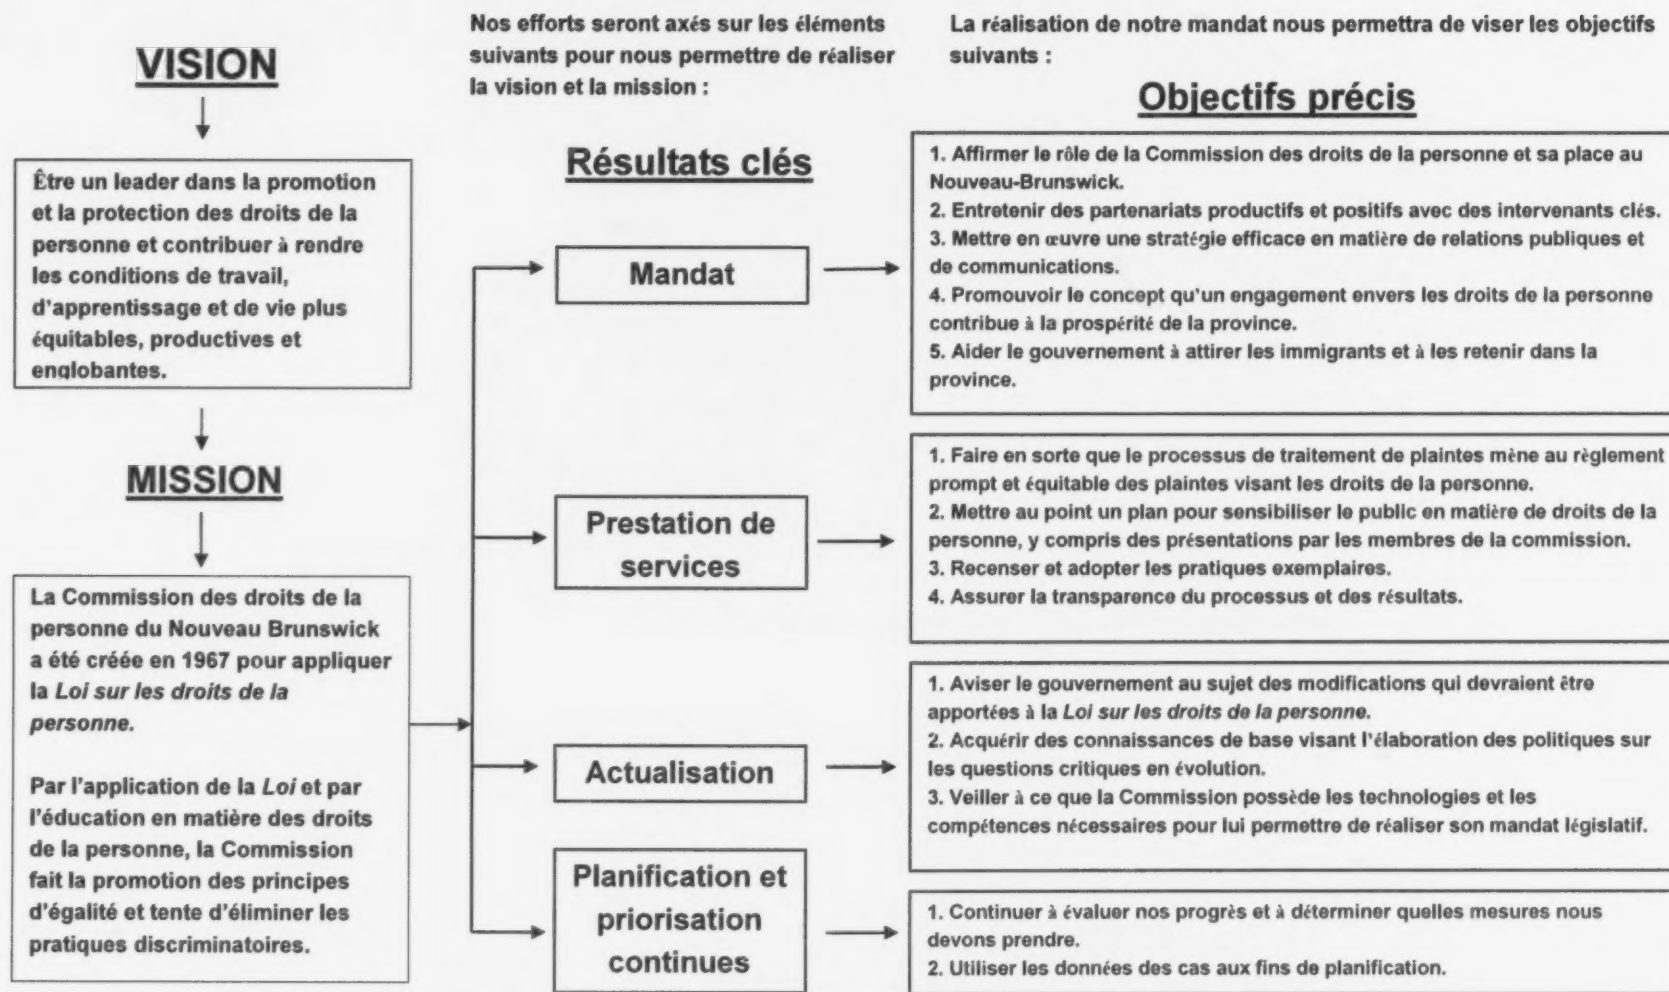 VISION
Être un leader dans la promotion
et la protection des droits de la
personne et contribuer à rendre
les conditions de travail,
d'apprentissage et de vie plus
équitables, productives et
englobantes.
MISSION
La Commission des droits de la
personne du Nouveau Brunswick
a été créée en 1967 pour appliquer
la Loi sur les droits de la
personne.
Par l'application de la Loi et par
l'éducation en matière des droits
de la personne, la Commission
fait la promotion des principes
d'égalité et tente d'éliminer les
pratiques discriminatoires.
Nos efforts seront axés sur les éléments
suivants pour nous permettre de réaliser
la vision et la mission :
Résultats clés
Mandat
Prestation de
services
Actualisation
Planification et
priorisation
continues
La réalisation de notre mandat nous permettra de viser les objectifs
suivants :
Objectifs précis
1. Affirmer le rôle de la Commission des droits de la personne et sa place au
Nouveau-Brunswick.
2. Entretenir des partenariats productifs et positifs avec des intervenants clés.
3. Mettre en œuvre une stratégie efficace en matière de relations publiques et
de communications.
4. Promouvoir le concept qu'un engagement envers les droits de la personne
contribue à la prospérité de la province.
5. Aider le gouvernement à attirer les immigrants et à les retenir dans la
province.
1. Faire en sorte que le processus de traitement de plaintes mène au règlement
prompt et équitable des plaintes visant les droits de la personne.
2. Mettre au point un plan pour sensibiliser le public en matière de droits de la
personne, y compris des présentations par les membres de la commission.
3. Recenser et adopter les pratiques exemplaires.
4. Assurer la transparence du processus et des résultats.
1. Aviser le gouvernement au sujet des modifications qui devraient être
apportées à la Loi sur les droits de la personne.
2. Acquérir des connaissances de base visant l'élaboration des politiques sur
les questions critiques en évolution.
3. Veiller à ce que la Commission possède les technologies et les
compétences nécessaires pour lui permettre de réaliser son mandat législatif.
1. Continuer à évaluer nos progrès et à déterminer quelles mesures nous
devons prendre.
2. Utiliser les données des cas aux fins de planification.